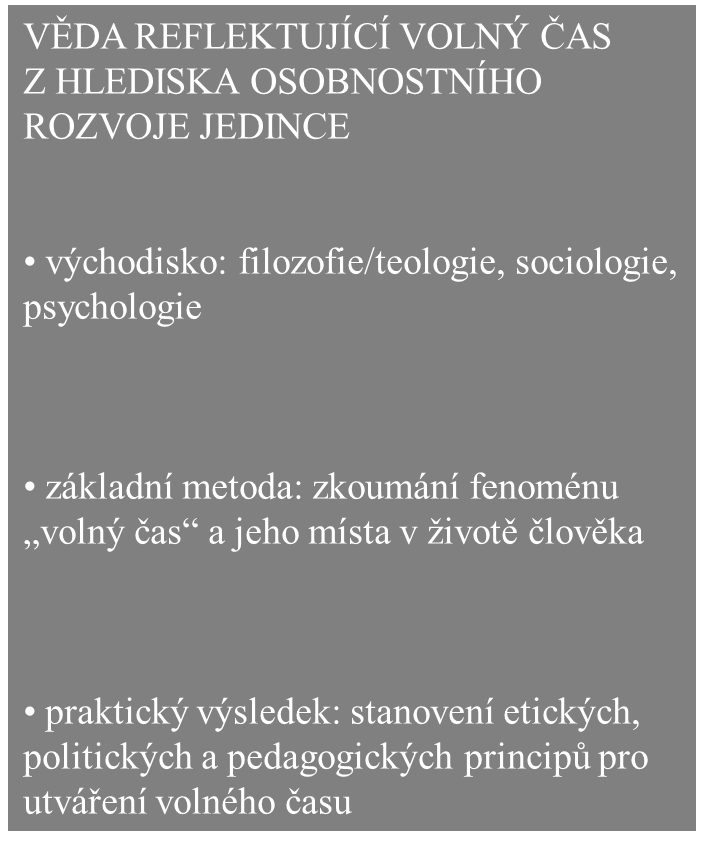 VĚDA REFLEKTUJÍCÍ VOLNÝ ČAS
Z HLEDISKA OSOBNOSTNÍHO
ROZVOJE JEDINCE
• východisko: filozofie/teologie, sociologie,
psychologie
• základní metoda: zkoumání fenoménu
„volný čas“ a jeho místa v životě člověka
• praktický výsledek: stanovení etických,
politických a pedagogických principů pro
utváření volného času